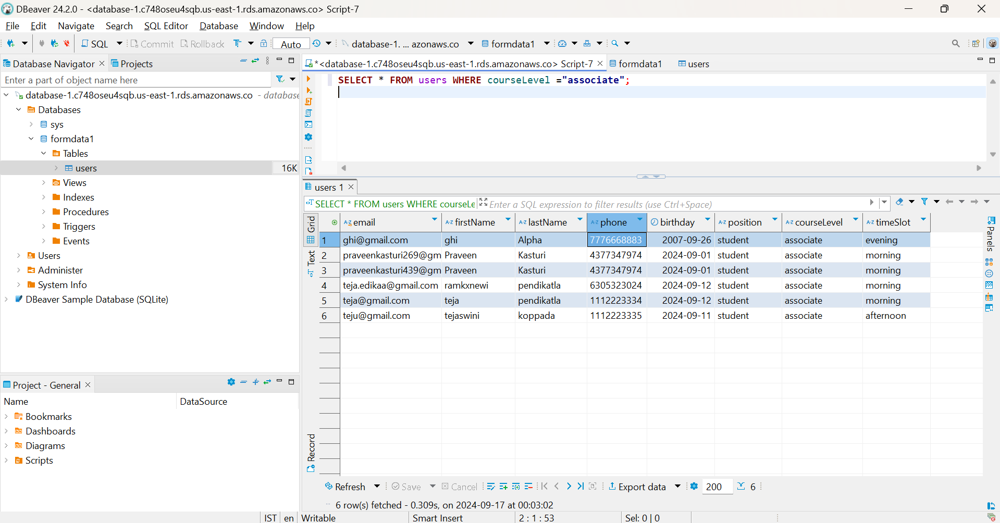 DBeaver 24.2.0 - <database-1.c748oseu4sqb.us-east-1.rds.amazonaws.co> Script-7
File Edit Navigate Search SQL Editor Database Window Help
SQL Commit Rollback Auto database-1. ... azonaws.co formdata1
Database Navigator Projects
*<database-1.c748oseu4sqb.us-east-1.rds.amazonaws.co> Script-7 formdata1 users
Enter a part of object name here
SELECT * FROM users WHERE courseLevel ="associate";
database-1.c748oseu4sqb.us-east-1.rds.amazonaws.co - database
Databases
sys
formdata1
Tables
users 16K
Views
Indexes
Procedures
Triggers
Events
Users
Administer
System Info
DBeaver Sample Database (SQLite)
users 1
SELECT * FROM users WHERE courseLe Enter a SQL expression to filter results (use Ctrl+Space)
Grid
Text
Record
Panels
email firstName lastName phone birthday position courseLevel timeSlot
1 ghi@gmail.com ghi Alpha 7776668883 2007-09-26 student associate evening
2 praveenkasturi269@gm Praveen Kasturi 4377347974 2024-09-01 student associate morning
3 praveenkasturi439@gm Praveen Kasturi 4377347974 2024-09-01 student associate morning
4 teja.edikaa@gmail.com ramkxnewi pendikatla 6305323024 2024-09-12 student associate morning
5 teja@gmail.com teja pendikatla 1112223334 2024-09-12 student associate morning
6 teju@gmail.com tejaswini koppada 1112223335 2024-09-11 student associate afternoon
Project - General
Name DataSource
Bookmarks
Dashboards
Diagrams
Scripts
Refresh Save Cancel Export data 200 6
6 row(s) fetched - 0.309s, on 2024-09-17 at 00:03:02
IST en Writable Smart Insert 2 : 1 : 53 Sel: 0 | 0